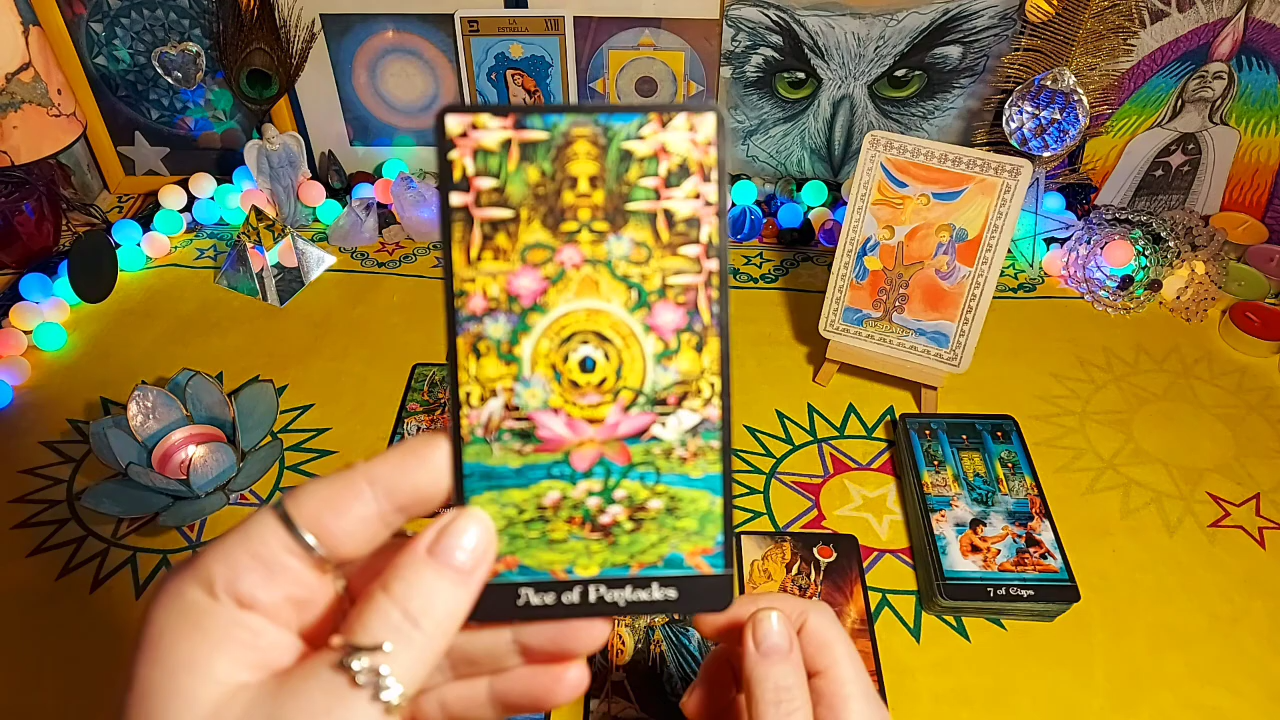 LA
ESTRELLA
XVII
Ace of Pentacles
7 of Cups